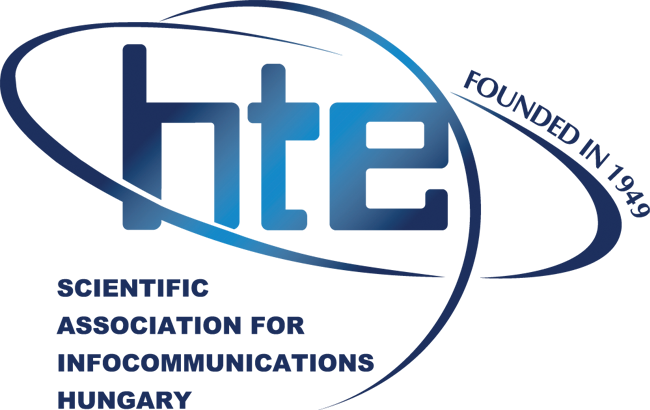 hte
FOUNDED IN 1949
SCIENTIFIC
ASSOCIATION FOR
INFOCOMMUNICATIONS
HUNGARY